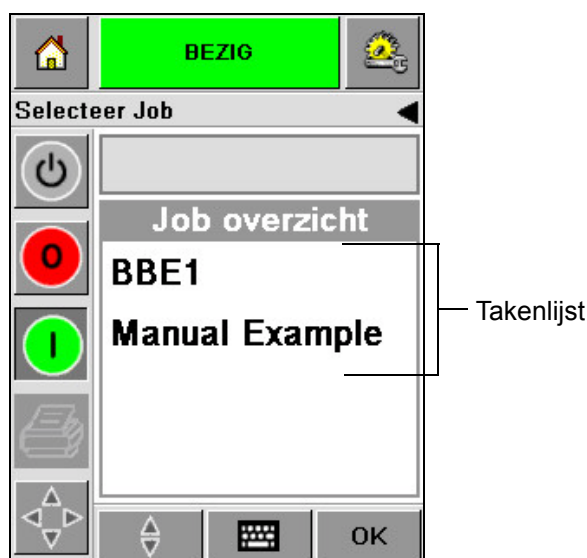 BEZIG
Selecteer Job
Job overzicht
O
BBE1
I
Manual Example
Takenlijst
OK